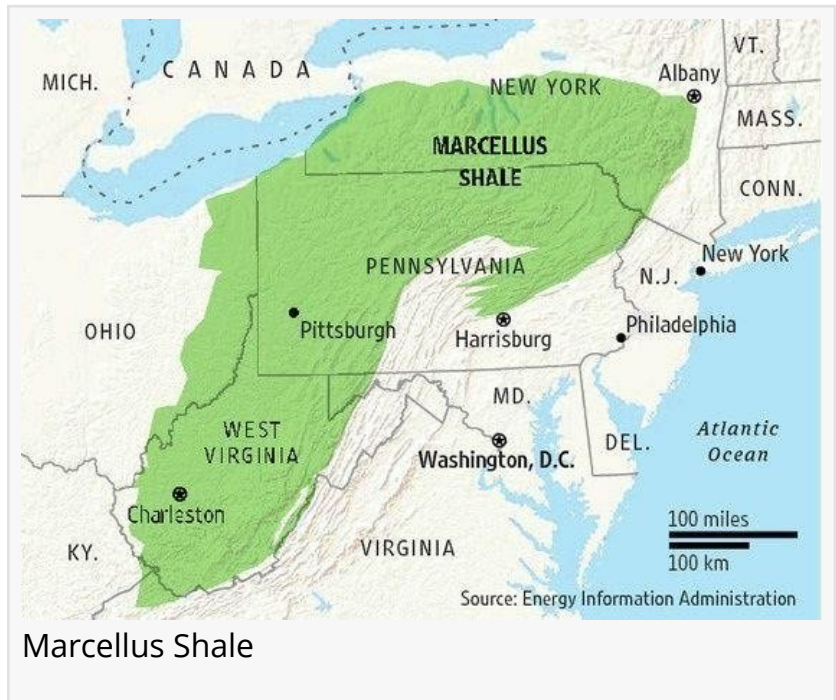 VT.
CANADA
MICH.
Albany
NEW YORK
MASS.
MARCELLUS
SHALE
CONN.
New York
PENNSYLVANIA
N.J.
OHIO
Pittsburgh
Harrisburg
Philadelphia
MD.
WEST
VIRGINIA
DEL.
Atlantic
Ocean
Washington, D.C.
Charleston
100 miles
100 km
KY.
VIRGINIA
Source: Energy Information Administration
Marcellus Shale